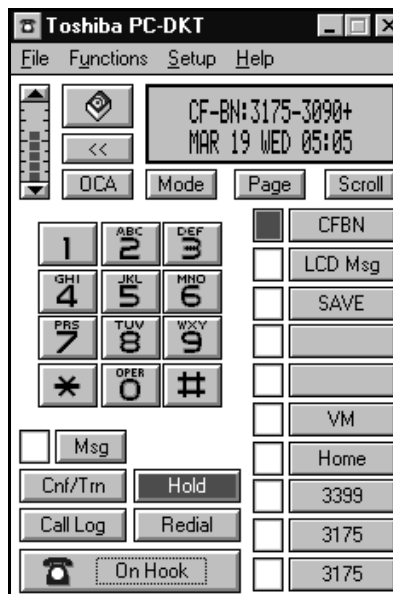 Toshiba PC-DKT
File Functions Setup Help
CF-BN:3175-3090+
MAR 19 WED 05:05
<<
OCA Mode Page Scroll
CFBN
LCD Msg
SAVE
VM
Home
3399
3175
3175
ABC DEF
1 2 3
GHI JKL MNO
4 5 6
PRS TUV WXY
7 8 9
OPER
* 0 #
Msg
Cnf/Trn Hold
Call Log Redial
On Hook